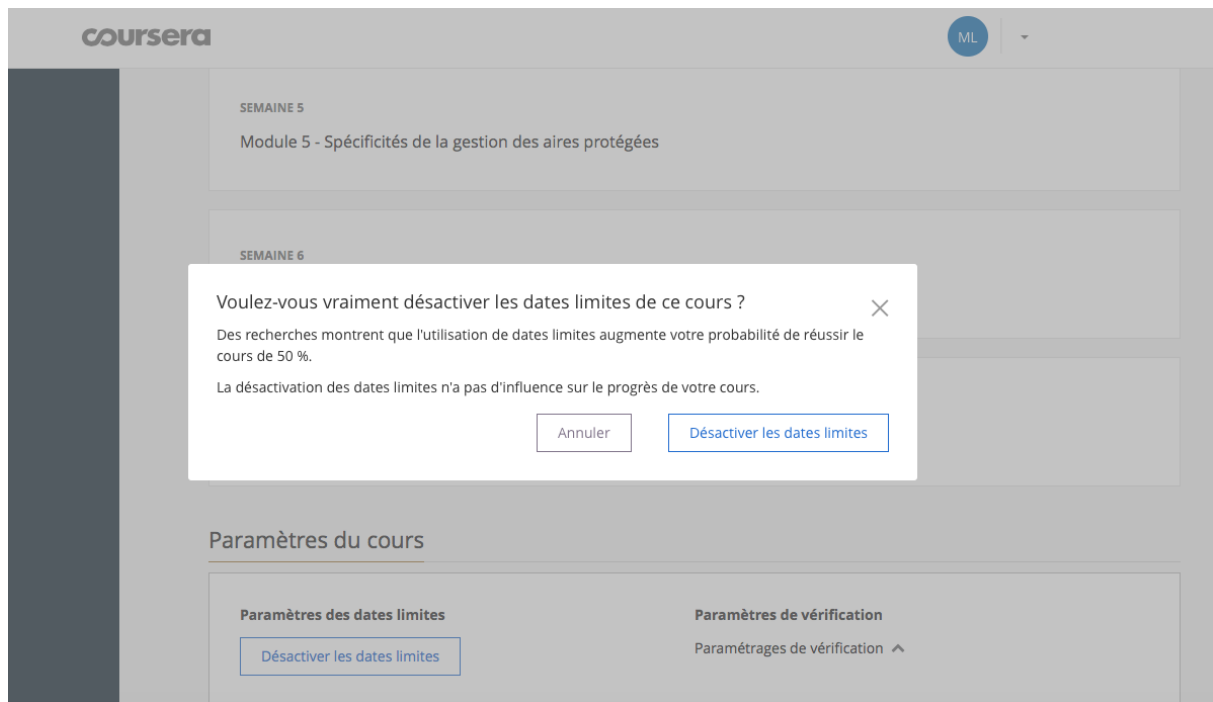 coursera
ML
SEMAINE 5
Module 5 - Spécificités de la gestion des aires protégées
SEMAINE 6
Voulez-vous vraiment désactiver les dates limites de ce cours ?
Des recherches montrent que l'utilisation de dates limites augmente votre probabilité de réussir le
cours de 50 %.
La désactivation des dates limites n'a pas d'influence sur le progrès de votre cours.
Annuler
Désactiver les dates limites
Paramètres du cours
Paramètres des dates limites
Désactiver les dates limites
Paramètres de vérification
Paramétrages de vérification